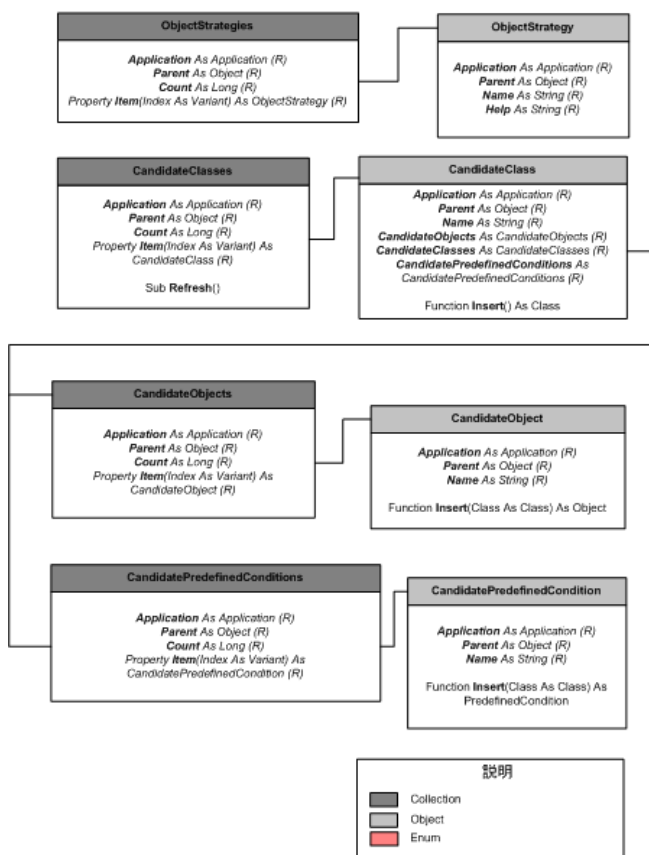 ObjectStrategies
Application As Application (R)
Parent As Object (R)
Count As Long (R)
Property Item(Index As Variant) As ObjectStrategy (R)
ObjectStrategy
Application As Application (R)
Parent As Object (R)
Name As String (R)
Help As String (R)
CandidateClasses
Application As Application (R)
Parent As Object (R)
Count As Long (R)
Property Item(Index As Variant) As
CandidateClass (R)
Sub Refresh()
CandidateClass
Application As Application (R)
Parent As Object (R)
Name As String (R)
CandidateObjects As CandidateObjects (R)
CandidateClasses As CandidateClasses (R)
CandidatePredefinedConditions As
CandidatePredefinedConditions (R)
Function Insert() As Class
CandidateObjects
Application As Application (R)
Parent As Object (R)
Count As Long (R)
Property Item(Index As Variant) As
CandidateObject (R)
CandidateObject
Application As Application (R)
Parent As Object (R)
Name As String (R)
Function Insert(Class As Class) As Object
CandidatePredefinedConditions
Application As Application (R)
Parent As Object (R)
Count As Long (R)
Property Item(Index As Variant) As
CandidatePredefinedCondition (R)
CandidatePredefinedCondition
Application As Application (R)
Parent As Object (R)
Name As String (R)
Function Insert(Class As Class) As
PredefinedCondition
説明
Collection
Object
Enum